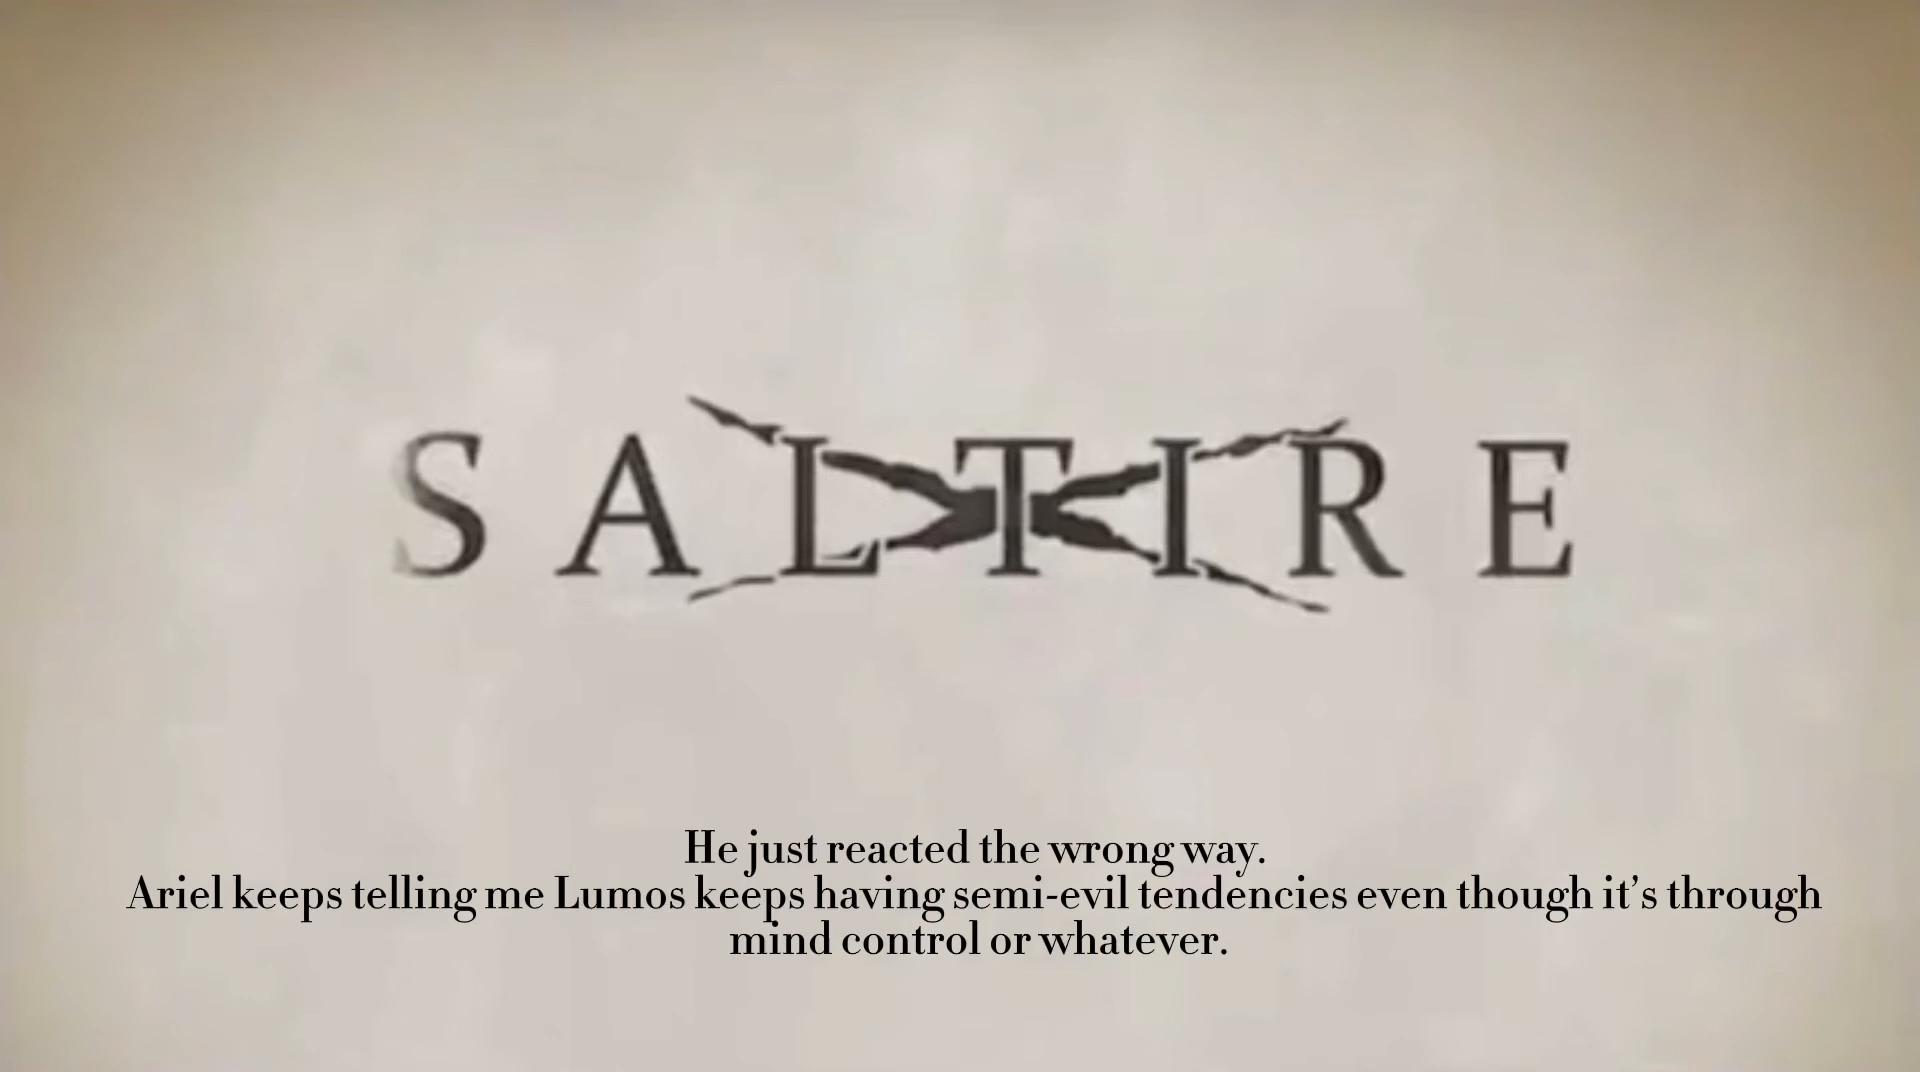 SALTIRE
He just reacted the wrong way.
Ariel keeps telling me Lumos keeps having semi-evil tendencies even though it's through
mind control or whatever.